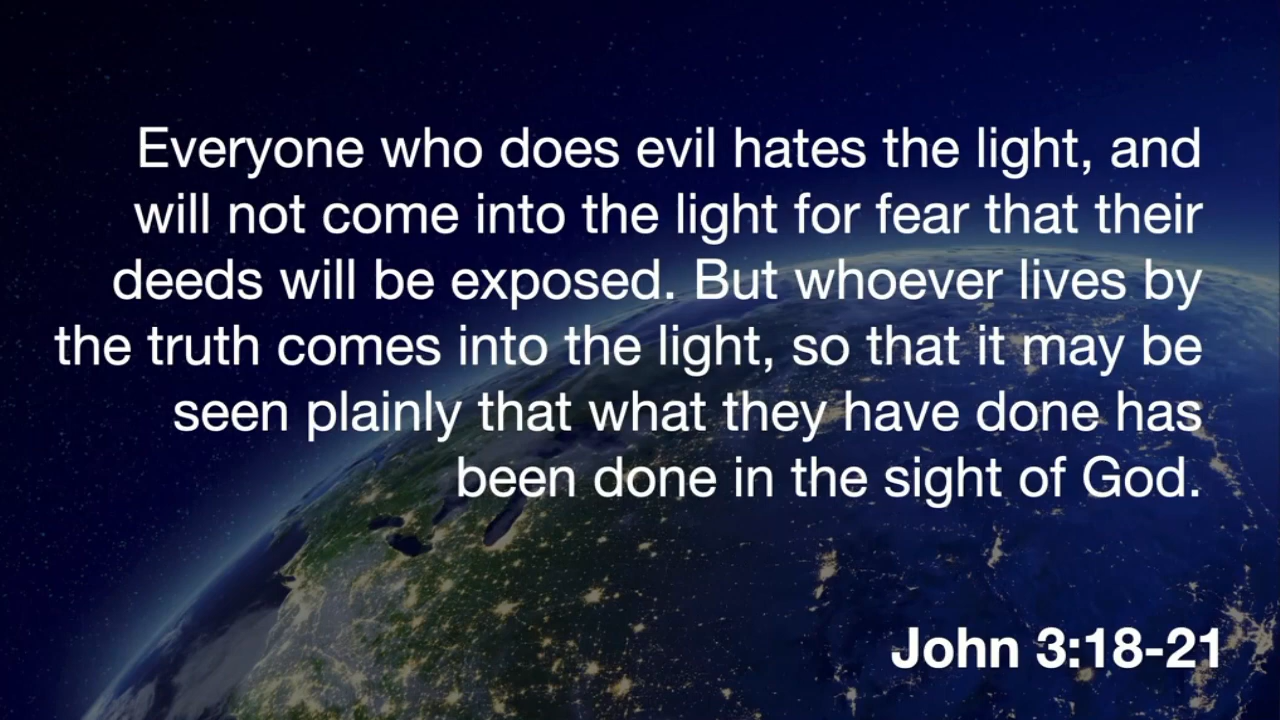 Everyone who does evil hates the light, and
will not come into the light for fear that their
deeds will be exposed. But whoever lives by
the truth comes into the light, so that it may be
seen plainly that what they have done has
been done in the sight of God.
John 3:18-21